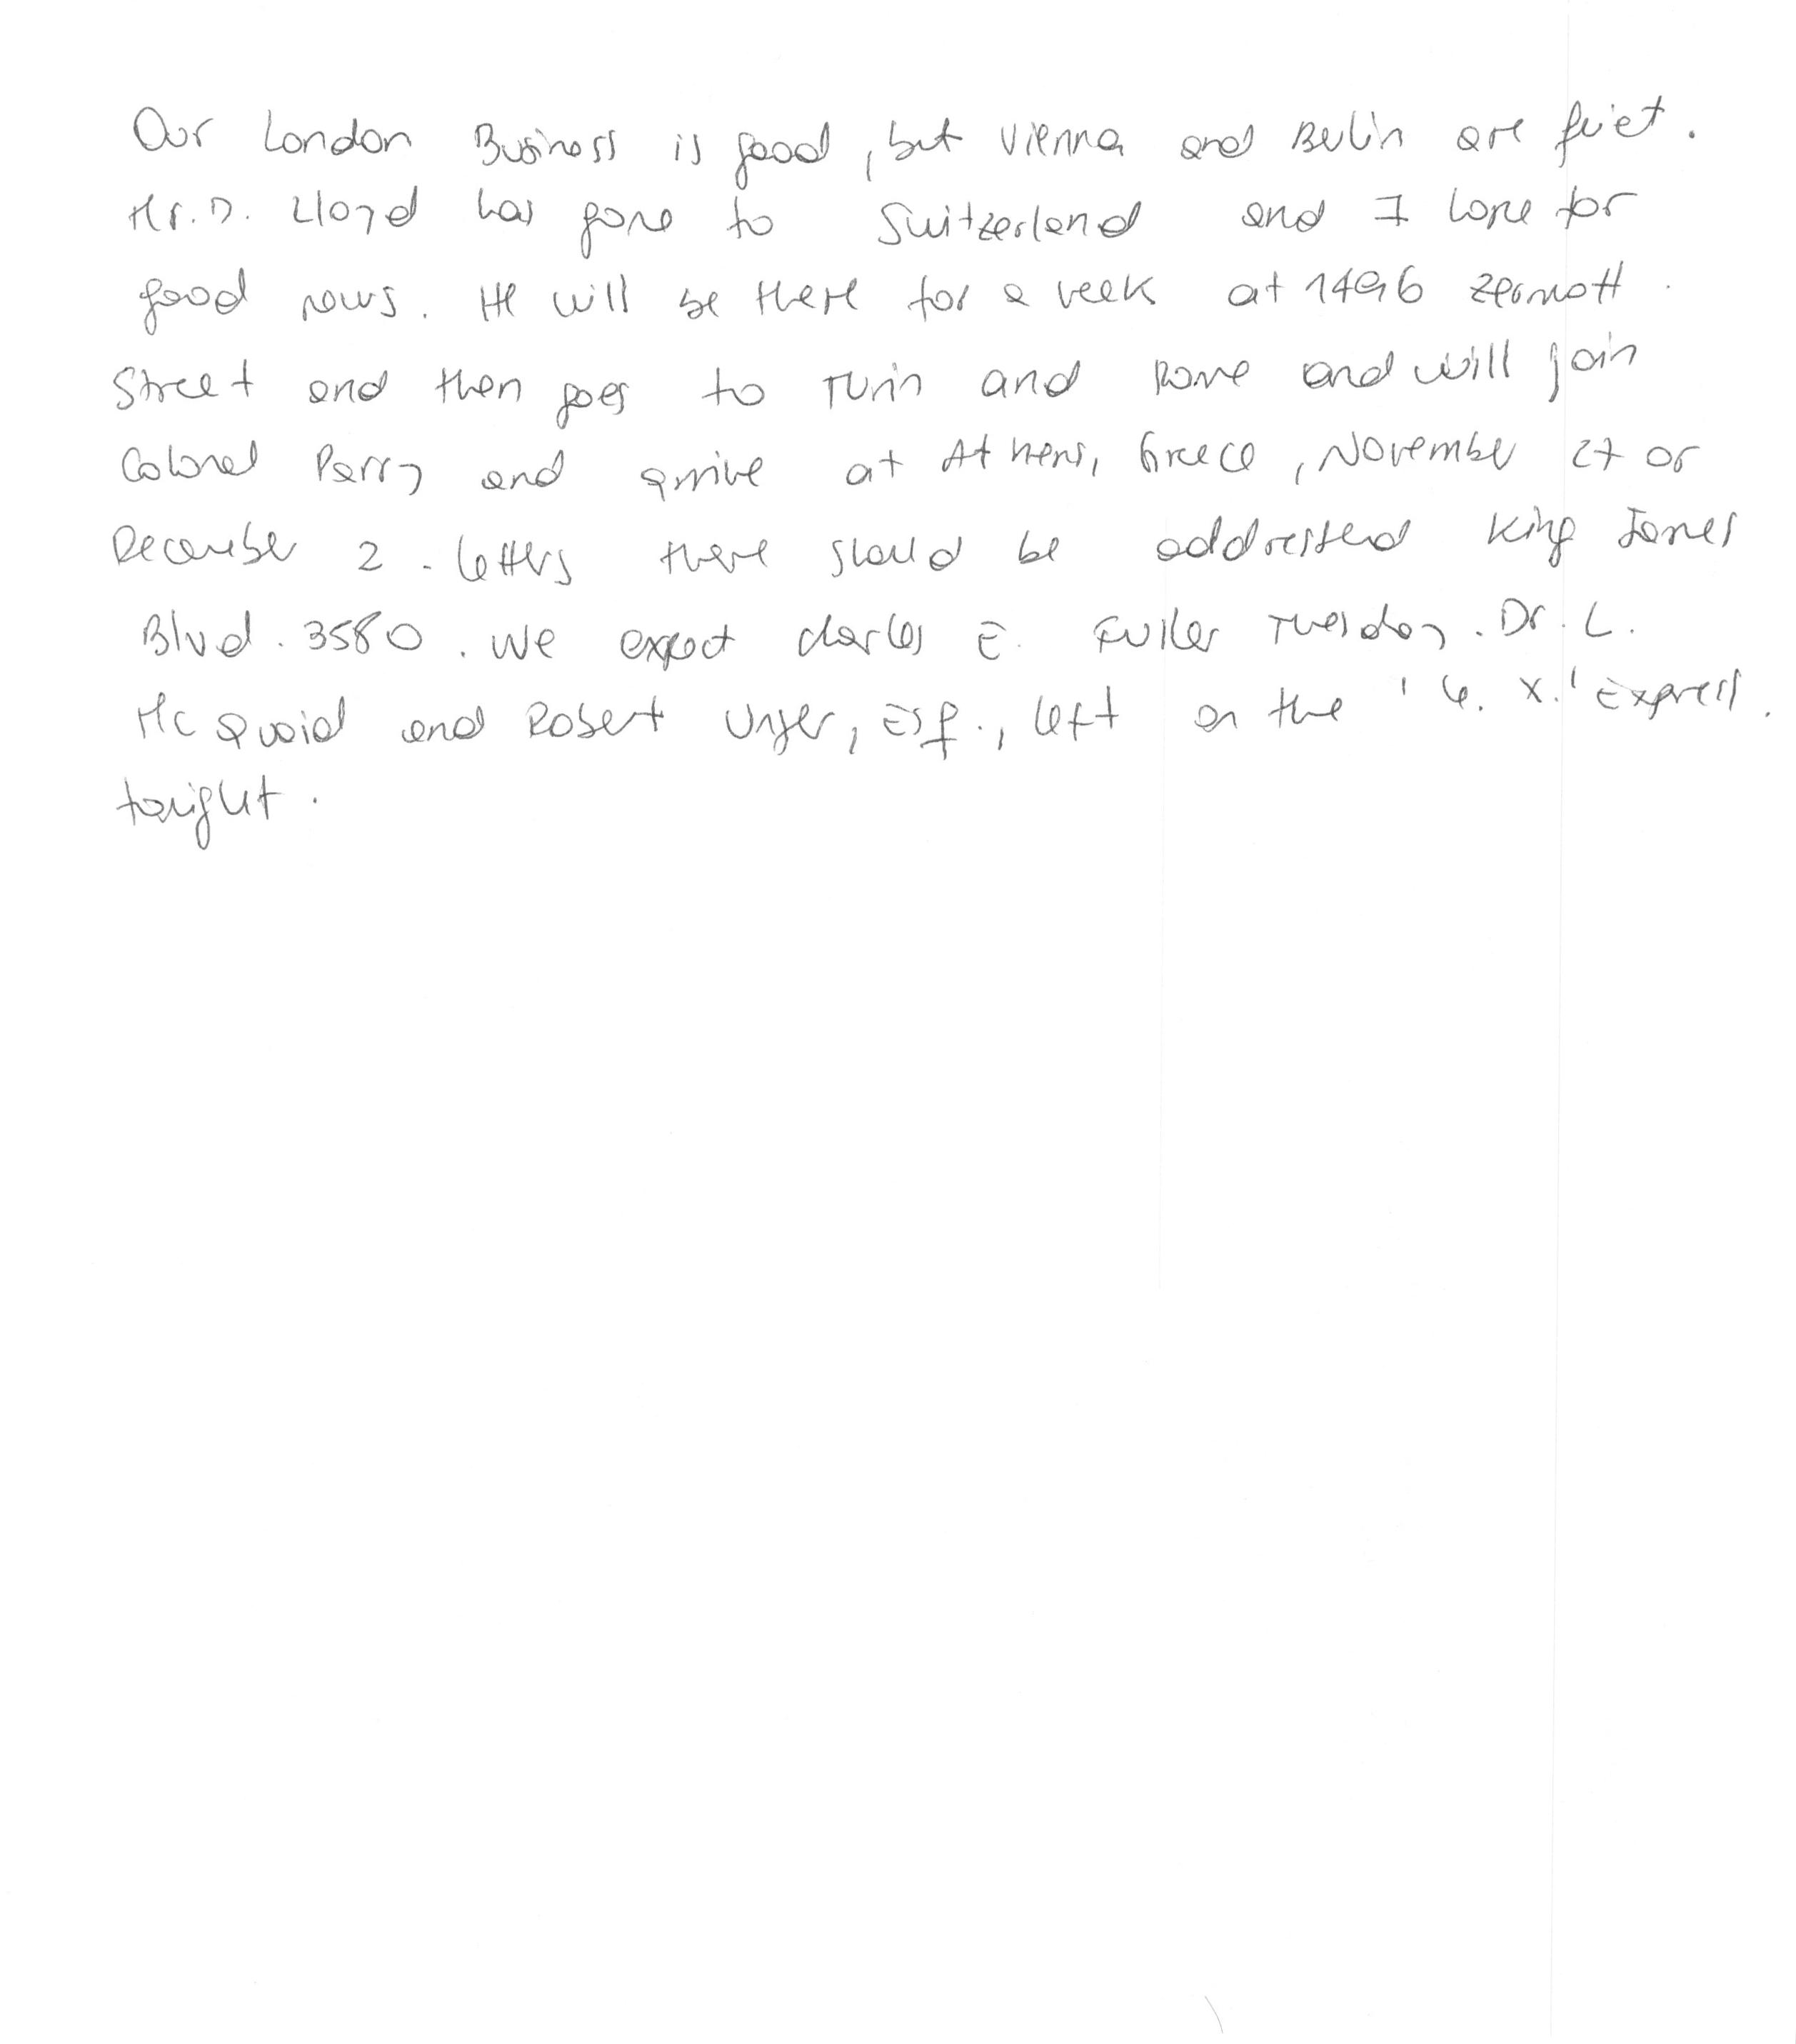 Our London Business is good, but Vienna and Berlin are quiet.
Mr. D. Lloyd has gone to Switzerland and I hope for
good news. He will be there for a week at 1496 Zermott
Street and then goes to Turin and Rome and will join
Colonel Parry and arrive at Athens, Greece, November 27 or
December 2. Letters there should be addressed King James
Blvd. 3580. We expect Charles E. Fuller Tuesday. Dr. L.
McQuaid and Robert Unger, Esq., left on the 'Y. X.' Express.
tonight.